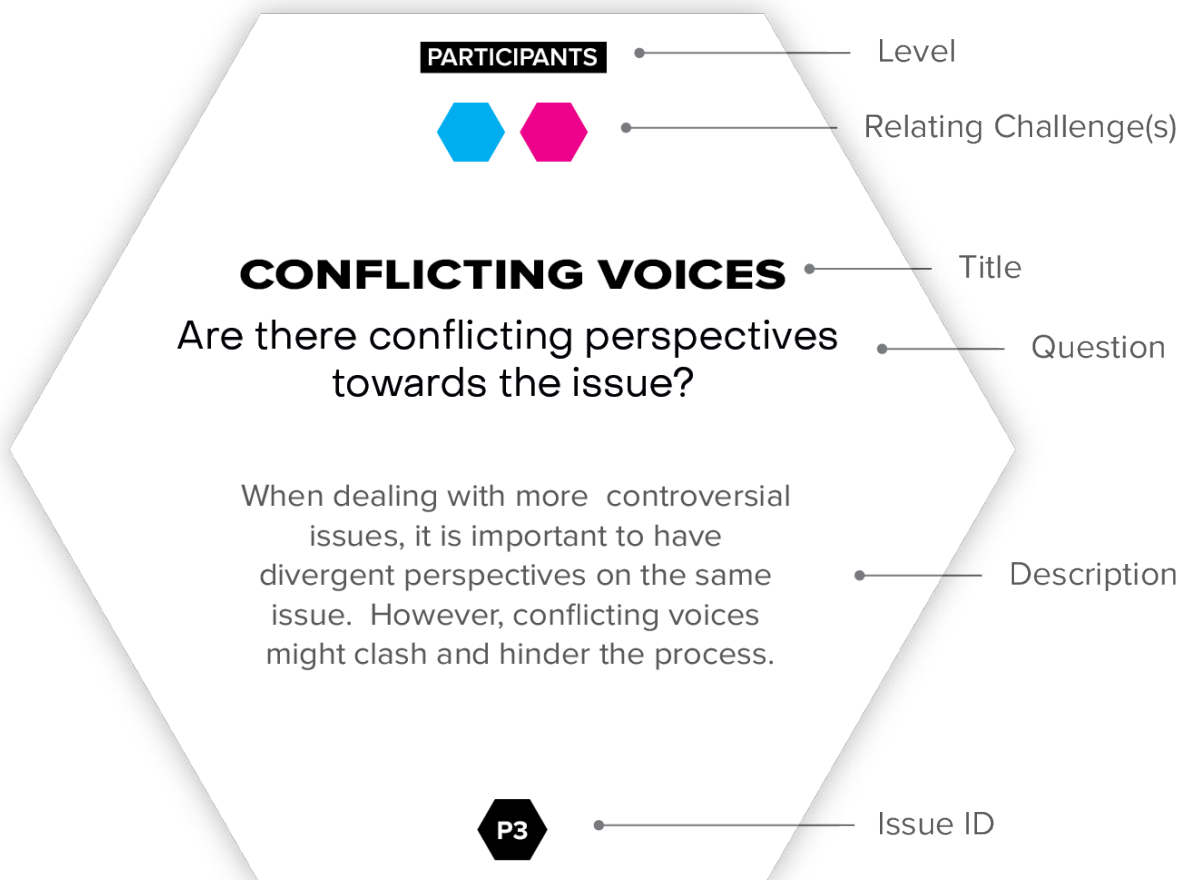 PARTICIPANTS
Level
Relating Challenge(s)
CONFLICTING VOICES
Title
Are there conflicting perspectives
towards the issue?
Question
When dealing with more controversial
issues, it is important to have
divergent perspectives on the same
issue. However, conflicting voices
might clash and hinder the process.
Description
P3
Issue ID